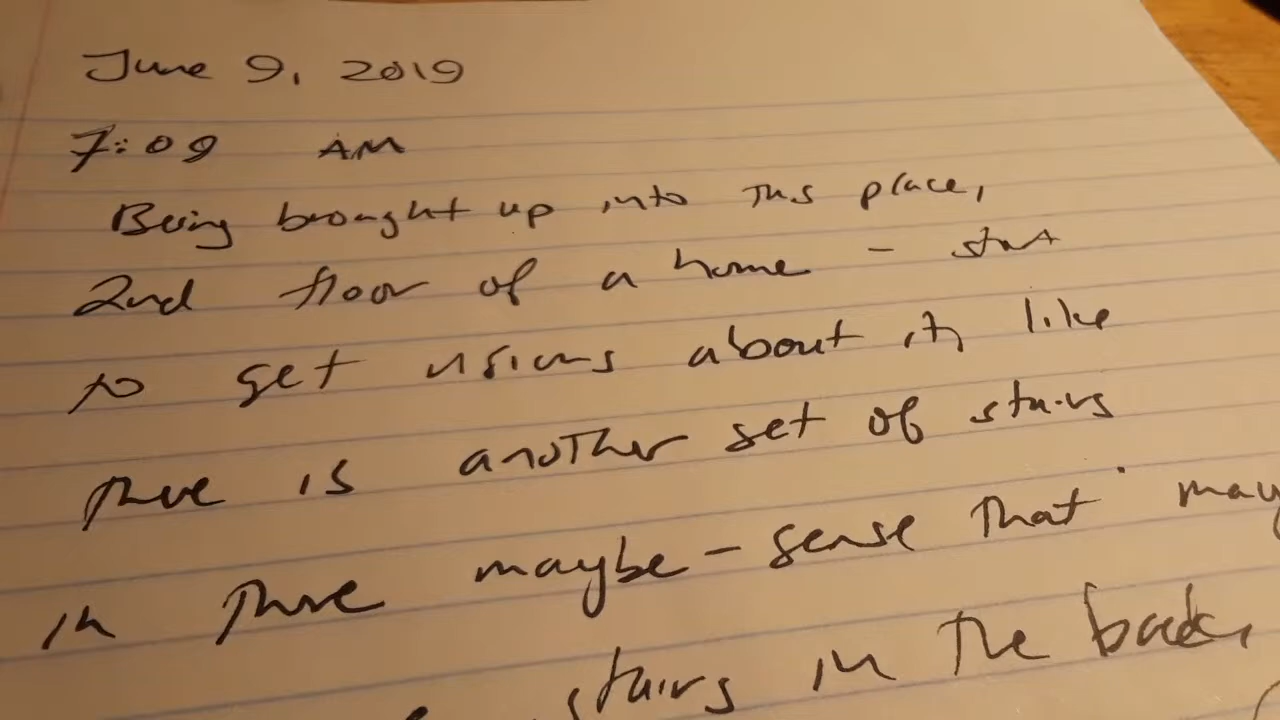 June 9, 2019
7:09 AM
Being brought up into this place,
2nd floor of a home - start
to get visions about it, like
there is another set of stairs
in there maybe - sense that may
stairs in the back,